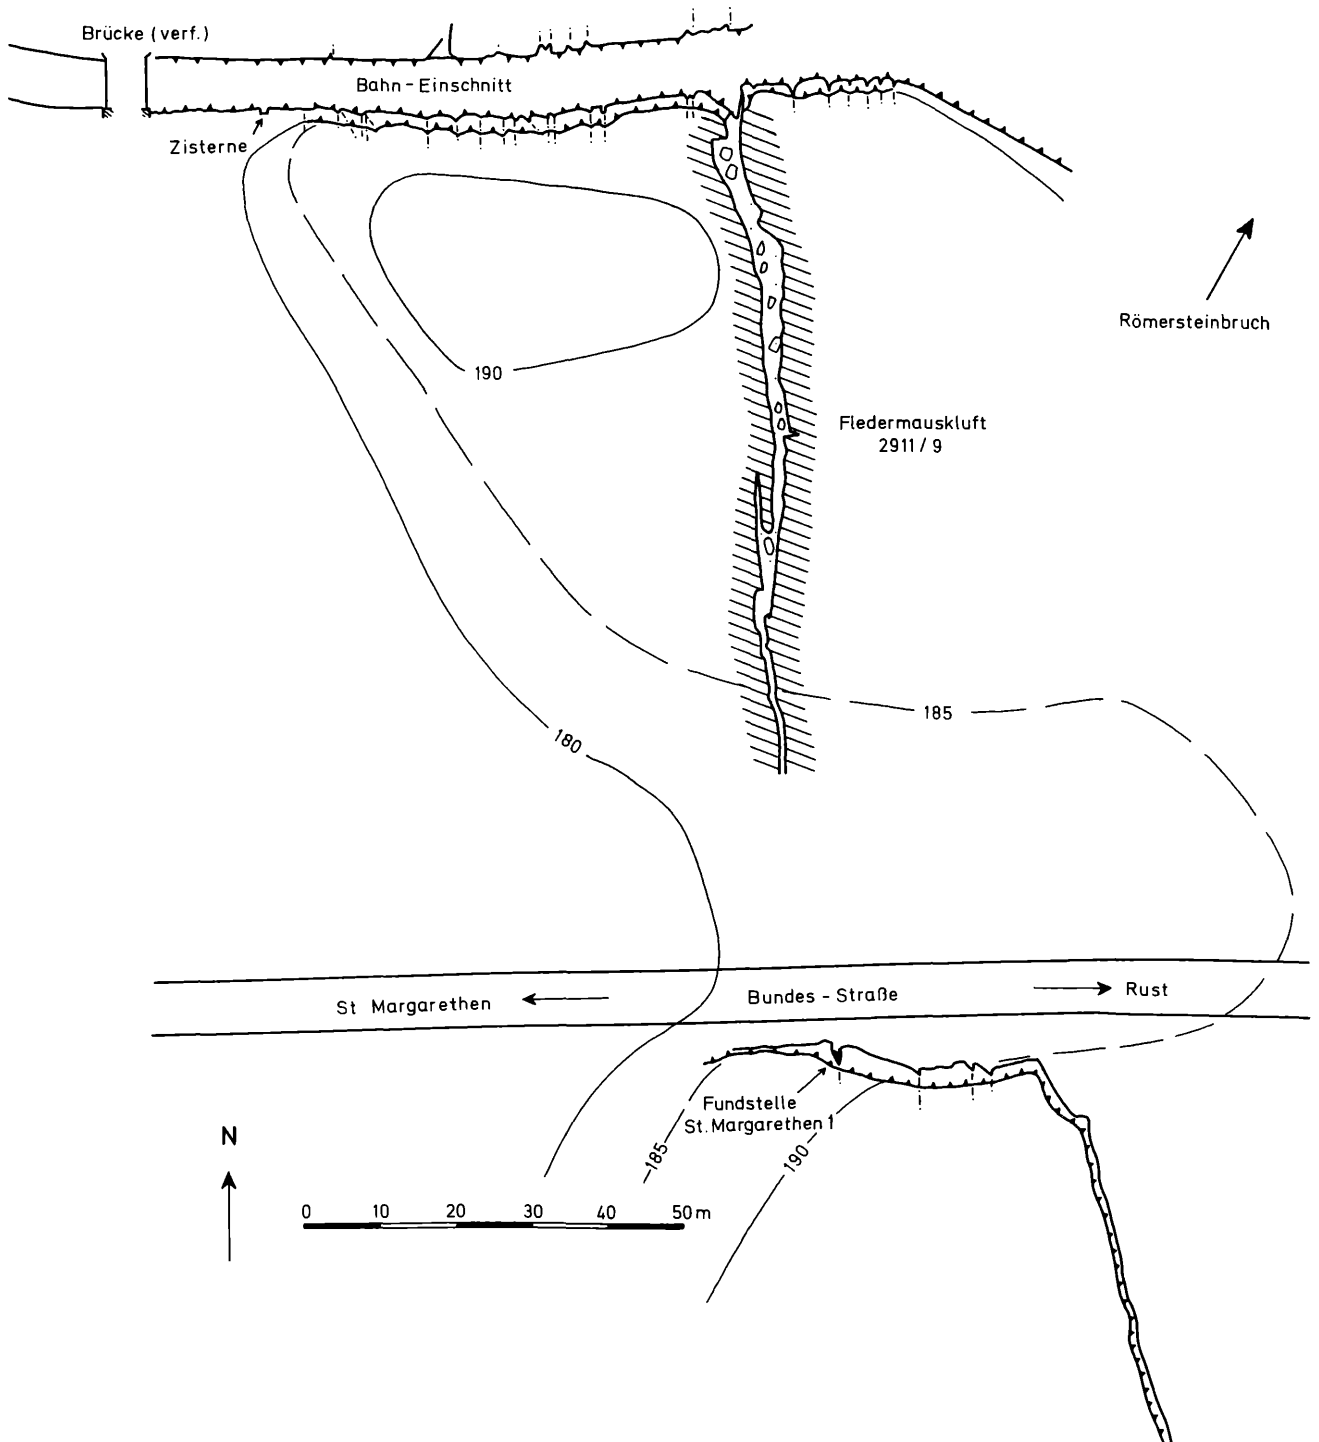 Brücke (verf.)
Bahn-Einschnitt
Zisterne
Römersteinbruch
190
Fledermauskluft
2911/9
185
180
St Margarethen
Bundes-Straße
Rust
Fundstelle
St. Margarethen 1
185
190
N
0 10 20 30 40 50m